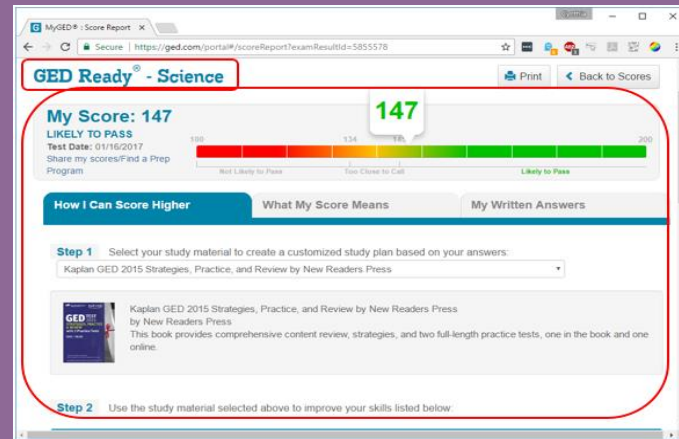 MyGED® : Score Report
Secure | https://ged.com/portal#/scoreReport?examResultId=5855578
GED Ready® - Science
Print
Back to Scores
My Score: 147
LIKELY TO PASS
Test Date: 01/16/2017
Share my scores/Find a Prep
Program
147
100 134 145 200
Not Likely to Pass Too Close to Call Likely to Pass
How I Can Score Higher What My Score Means My Written Answers
Step 1 Select your study material to create a customized study plan based on your answers:
Kaplan GED 2015 Strategies, Practice, and Review by New Readers Press
Kaplan GED 2015 Strategies, Practice, and Review by New Readers Press
by New Readers Press
This book provides comprehensive content review, strategies, and two full-length practice tests, one in the book and one
online.
GED TEST
Step 2 Use the study material selected above to improve your skills listed below: